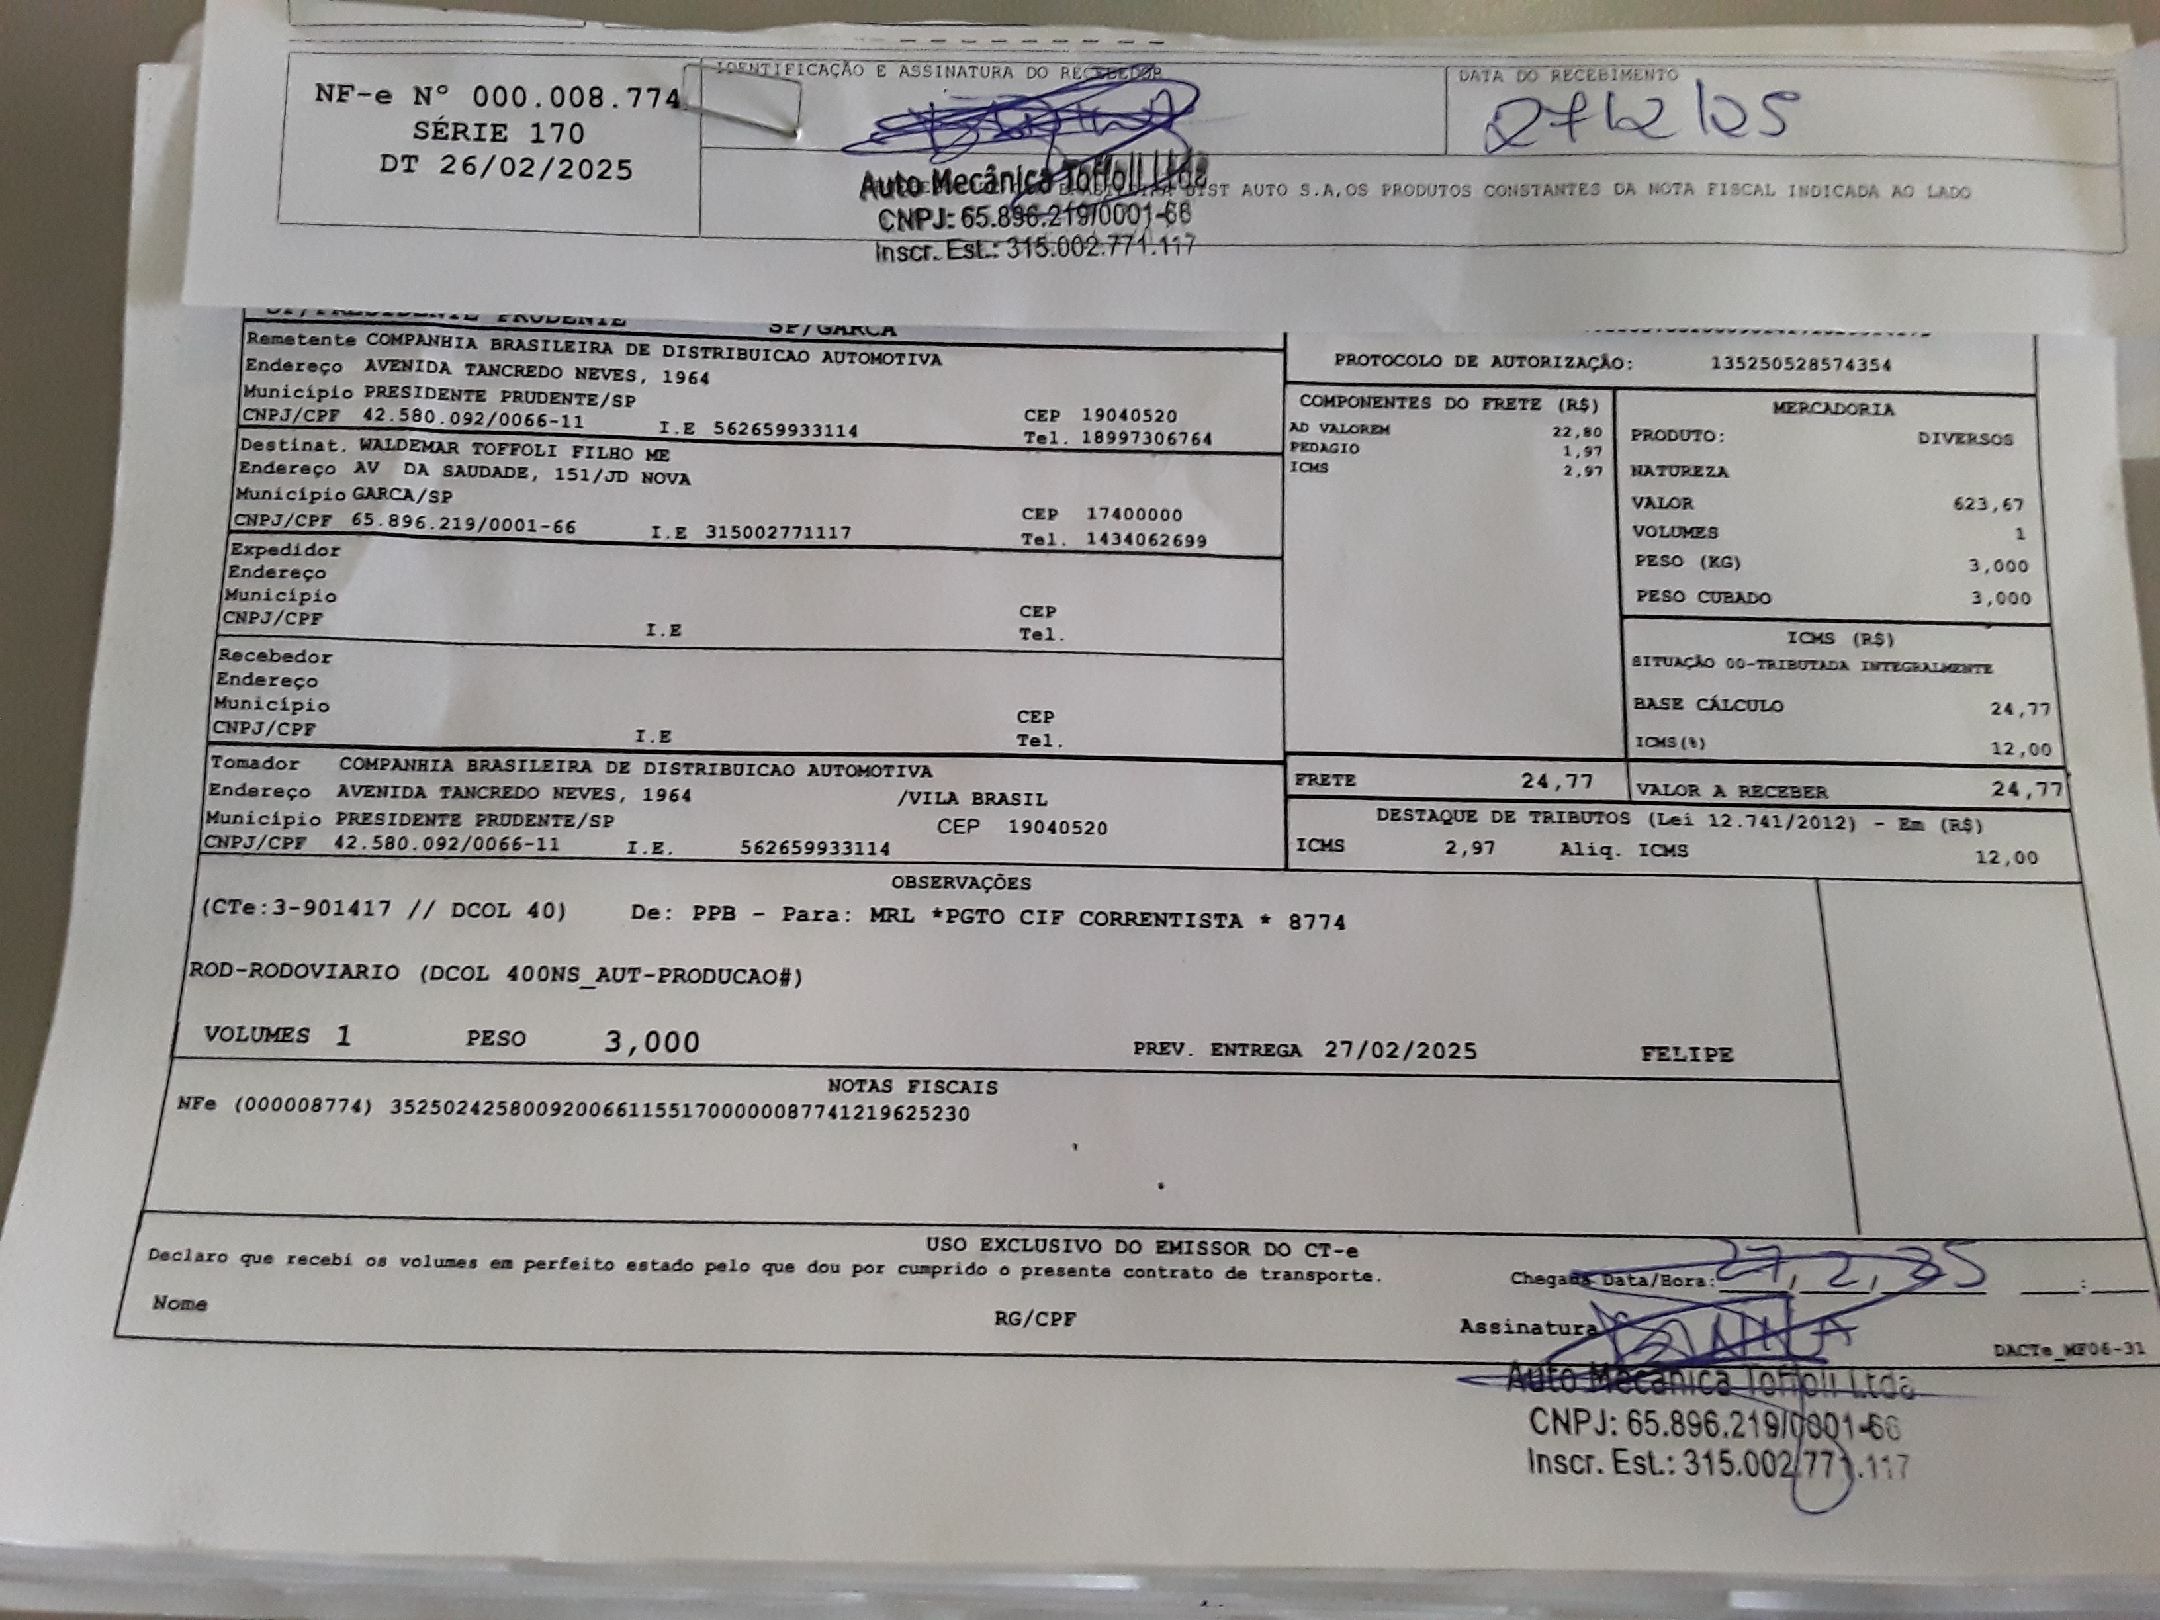 IDENTIFICAÇÃO E ASSINATURA DO RECEBEDOR
DATA DO RECEBIMENTO
NF-e Nº 000.008.774
SÉRIE 170
DT 26/02/2025
27/2/25
Auto Mecânica Toffoli Ltda
DIST AUTO S.A, OS PRODUTOS CONSTANTES DA NOTA FISCAL INDICADA AO LADO
CNPJ: 65.896.219/0001-66
Inscr. Est.: 315.002.771.117
SP/PRESIDENTE PRUDENTE SP/GARCA
Remetente COMPANHIA BRASILEIRA DE DISTRIBUICAO AUTOMOTIVA
Endereço AVENIDA TANCREDO NEVES, 1964
Município PRESIDENTE PRUDENTE/SP
CEP 19040520
CNPJ/CPF 42.580.092/0066-11 I.E 562659933114 Tel. 18997306764
Destinat. WALDEMAR TOFFOLI FILHO ME
Endereço AV DA SAUDADE, 151/JD NOVA
Município GARCA/SP
CEP 17400000
CNPJ/CPF 65.896.219/0001-66 I.E 315002771117 Tel. 1434062699
Expedidor
Endereço
Município
CEP
CNPJ/CPF I.E Tel.
Recebedor
Endereço
Município
CEP
CNPJ/CPF I.E Tel.
Tomador COMPANHIA BRASILEIRA DE DISTRIBUICAO AUTOMOTIVA
Endereço AVENIDA TANCREDO NEVES, 1964 /VILA BRASIL
Município PRESIDENTE PRUDENTE/SP CEP 19040520
CNPJ/CPF 42.580.092/0066-11 I.E. 562659933114
PROTOCOLO DE AUTORIZAÇÃO: 135250528574354
COMPONENTES DO FRETE (R$)
AD VALOREM 22,80
PEDAGIO 1,97
ICMS 2,97
FRETE 24,77
MERCADORIA
PRODUTO: DIVERSOS
NATUREZA
VALOR 623,67
VOLUMES 1
PESO (KG) 3,000
PESO CUBADO 3,000
ICMS (R$)
SITUAÇÃO 00-TRIBUTADA INTEGRALMENTE
BASE CÁLCULO 24,77
ICMS(%) 12,00
VALOR A RECEBER 24,77
DESTAQUE DE TRIBUTOS (Lei 12.741/2012) - Em (R$)
ICMS 2,97 Aliq. ICMS 12,00
OBSERVAÇÕES
(CTe:3-901417 // DCOL 40) De: PPB - Para: MRL *PGTO CIF CORRENTISTA * 8774
ROD-RODOVIARIO (DCOL 400NS_AUT-PRODUCAO#)
VOLUMES 1 PESO 3,000 PREV. ENTREGA 27/02/2025 FELIPE
NOTAS FISCAIS
NFe (000008774) 35250242580092006611551700000087741219625230
USO EXCLUSIVO DO EMISSOR DO CT-e
Declaro que recebi os volumes em perfeito estado pelo que dou por cumprido o presente contrato de transporte.
Chegada Data/Hora: 27/2/25 :
Nome RG/CPF Assinatura
DACTe_MF06-31
Auto Mecânica Toffoli Ltda
CNPJ: 65.896.219/0001-66
Inscr. Est.: 315.002.771.117